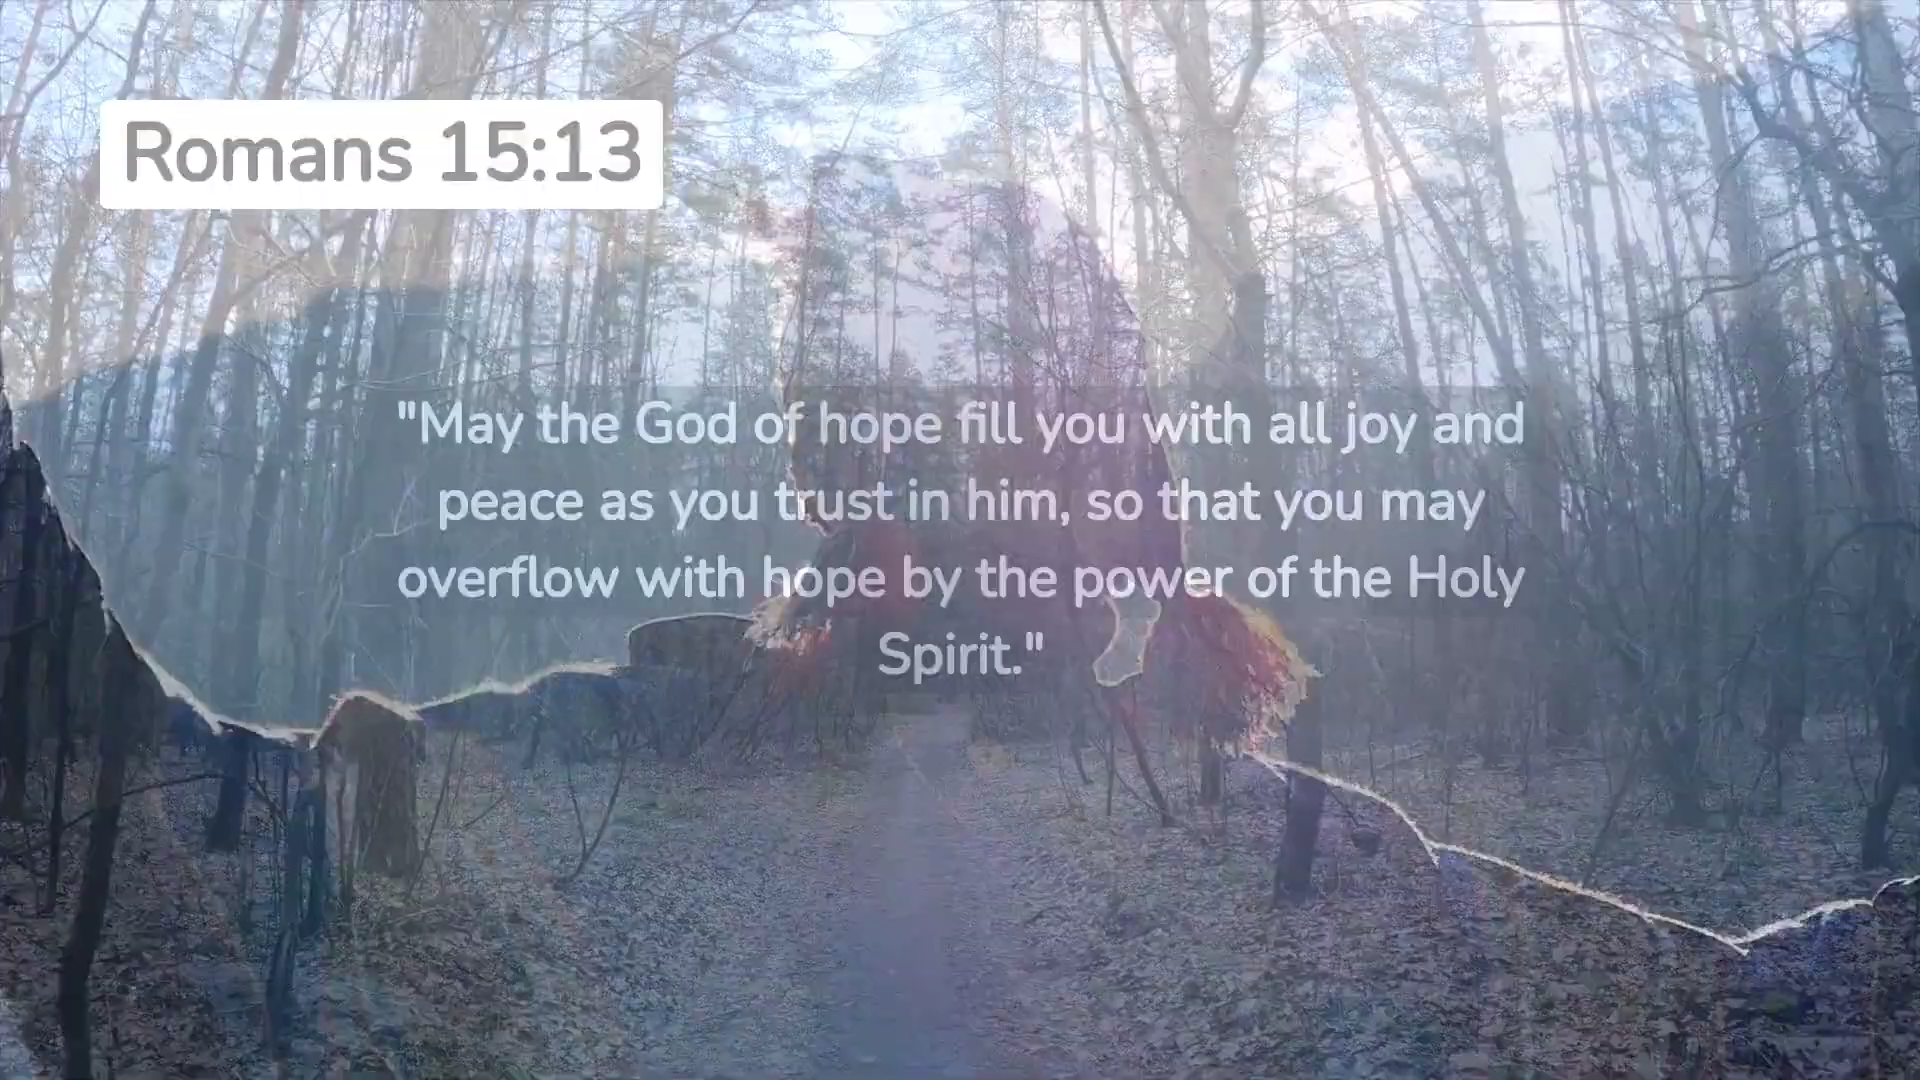 Romans 15:13
"May the God of hope fill you with all joy and
peace as you trust in him, so that you may
overflow with hope by the power of the Holy
Spirit."